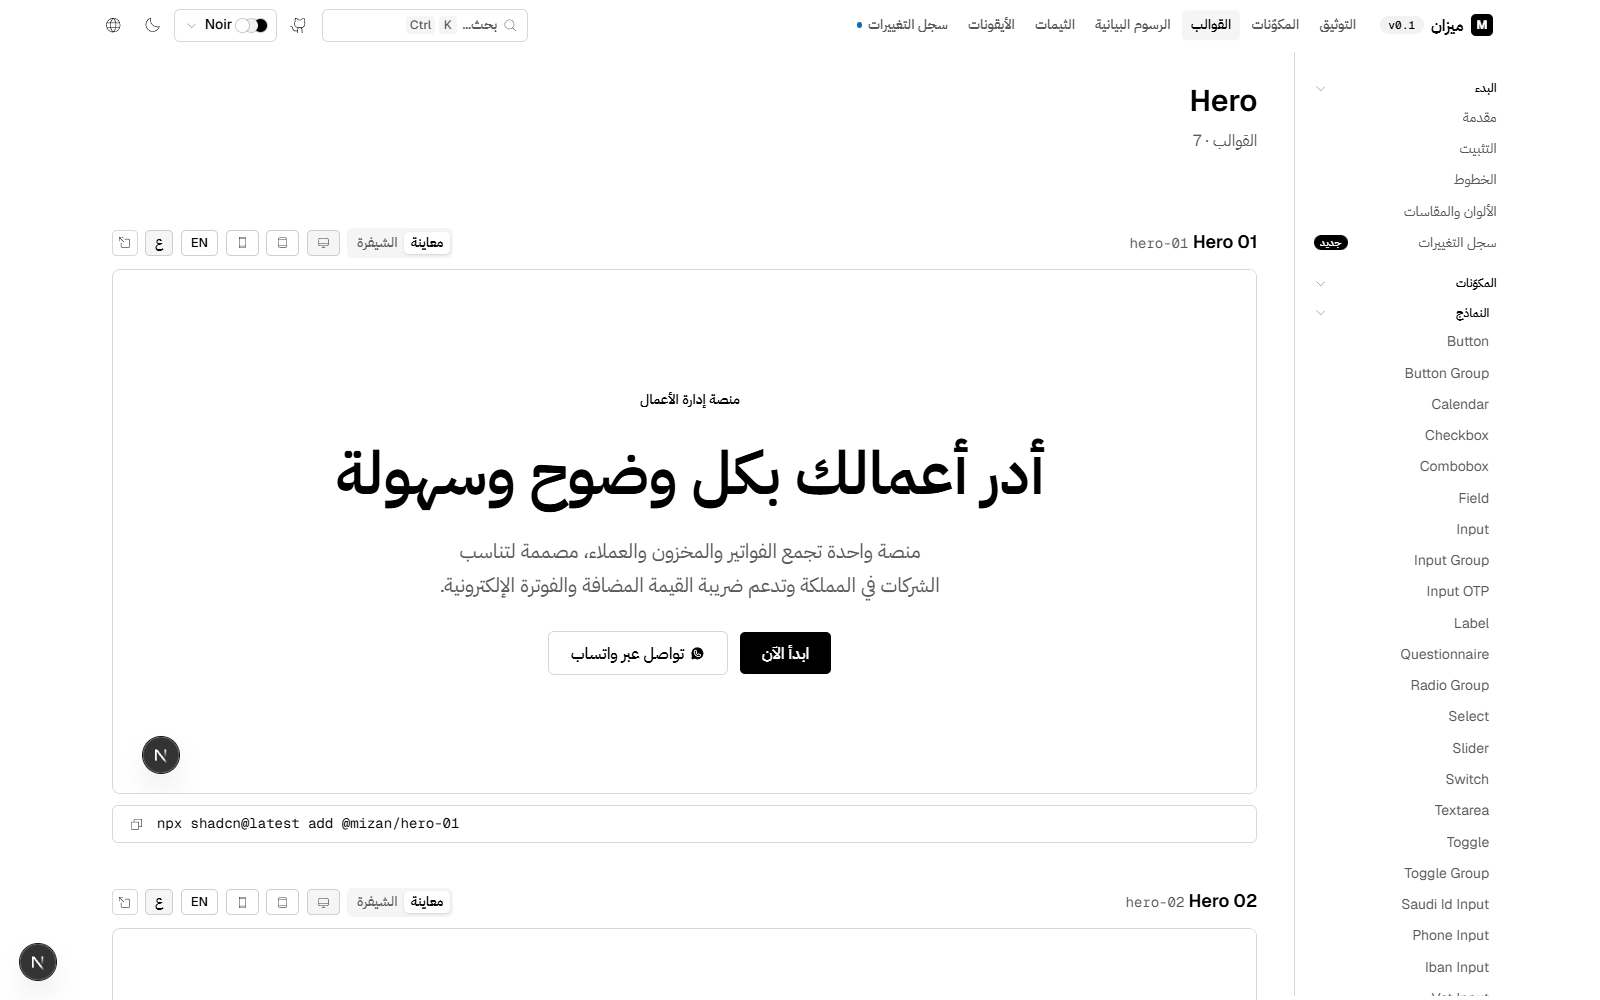 M ميزان v0.1 التوثيق المكوّنات القوالب الرسوم البيانية الثيمات الأيقونات سجل التغييرات بحث... Ctrl K Noir
البدء
مقدمة
التثبيت
الخطوط
الألوان والمقاسات
سجل التغييرات جديد
المكوّنات
النماذج
Button
Button Group
Calendar
Checkbox
Combobox
Field
Input
Input Group
Input OTP
Label
Questionnaire
Radio Group
Select
Slider
Switch
Textarea
Toggle
Toggle Group
Saudi Id Input
Phone Input
Iban Input
Vat Input
Hero
القوالب · 7
Hero 01 hero-01 معاينة الشيفرة EN ع
منصة إدارة الأعمال
أدر أعمالك بكل وضوح وسهولة
منصة واحدة تجمع الفواتير والمخزون والعملاء، مصممة لتناسب
الشركات في المملكة وتدعم ضريبة القيمة المضافة والفوترة الإلكترونية.
ابدأ الآن تواصل عبر واتساب
N
npx shadcn@latest add @mizan/hero-01
Hero 02 hero-02 معاينة الشيفرة EN ع
N